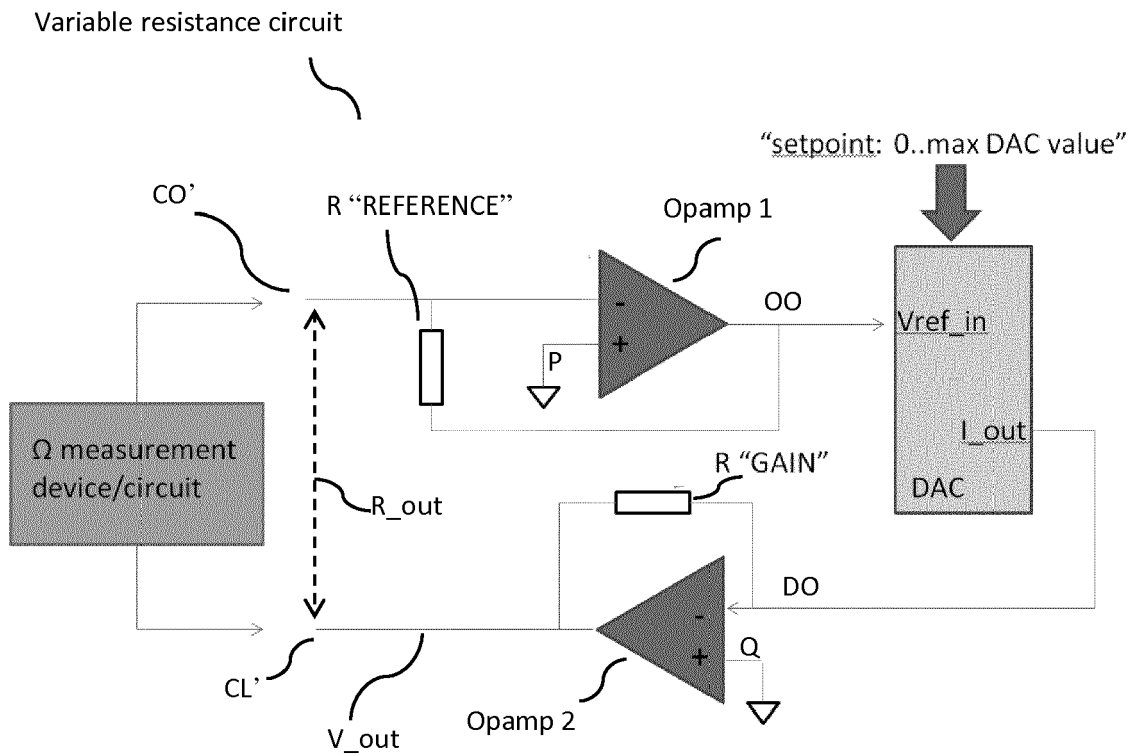 Variable resistance circuit
"setpoint: 0..max DAC value"
CO'
R "REFERENCE"
Opamp 1
-
+
P
OO
Vref_in
I_out
DAC
Ω measurement
device/circuit
R_out
R "GAIN"
DO
-
+
Q
CL'
V_out
Opamp 2